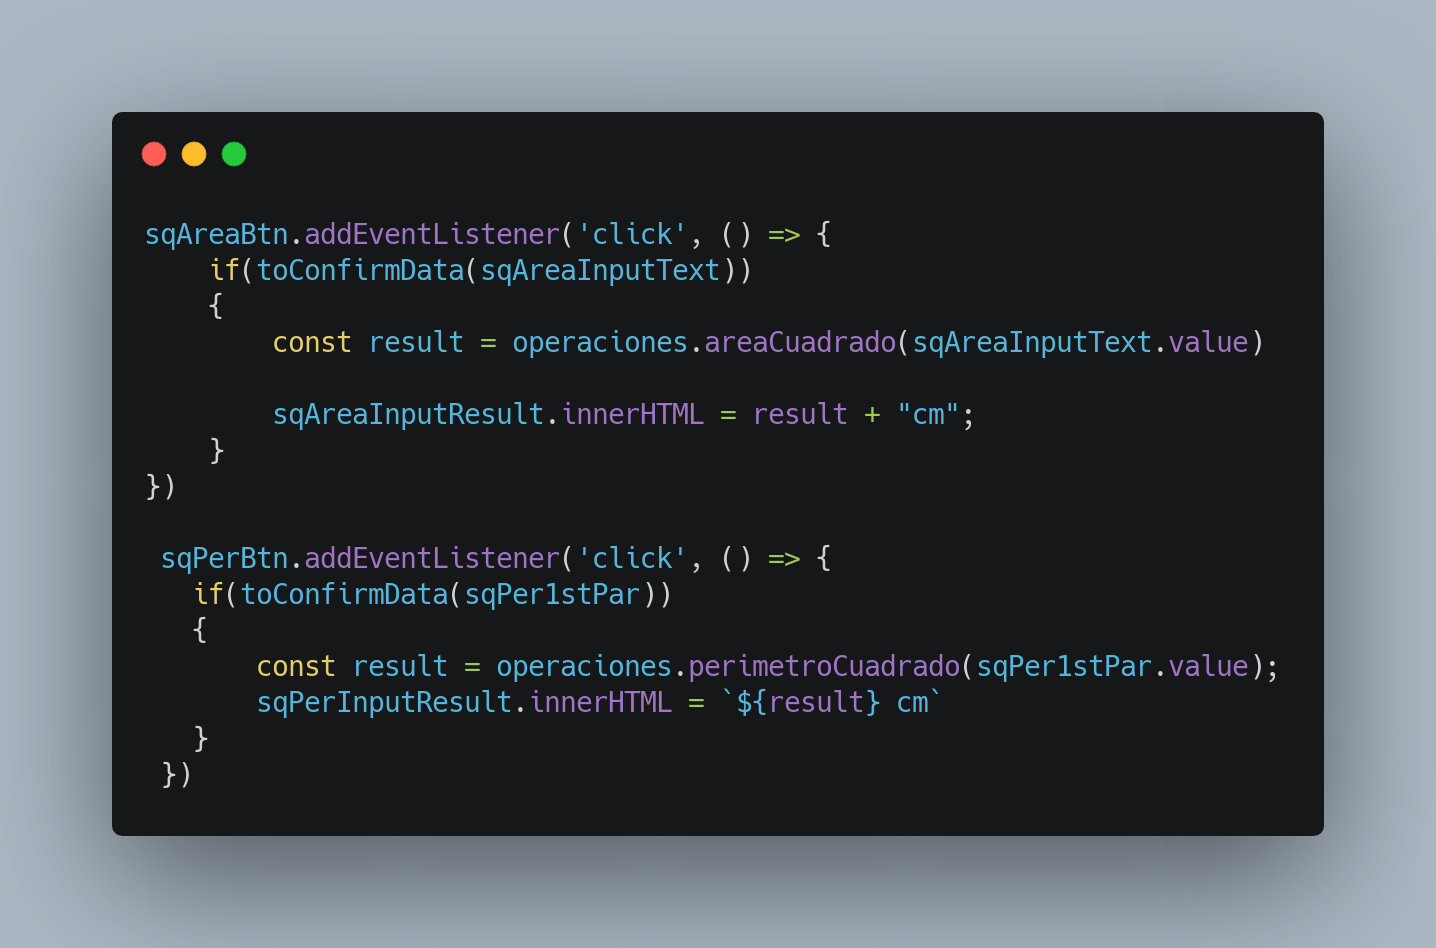 sqAreaBtn.addEventListener('click', () => {
    if(toConfirmData(sqAreaInputText))
    {
        const result = operaciones.areaCuadrado(sqAreaInputText.value)

        sqAreaInputResult.innerHTML = result + "cm";
    }
})

 sqPerBtn.addEventListener('click', () => {
   if(toConfirmData(sqPer1stPar))
   {
       const result = operaciones.perimetroCuadrado(sqPer1stPar.value);
       sqPerInputResult.innerHTML = `${result} cm`
   }
 })